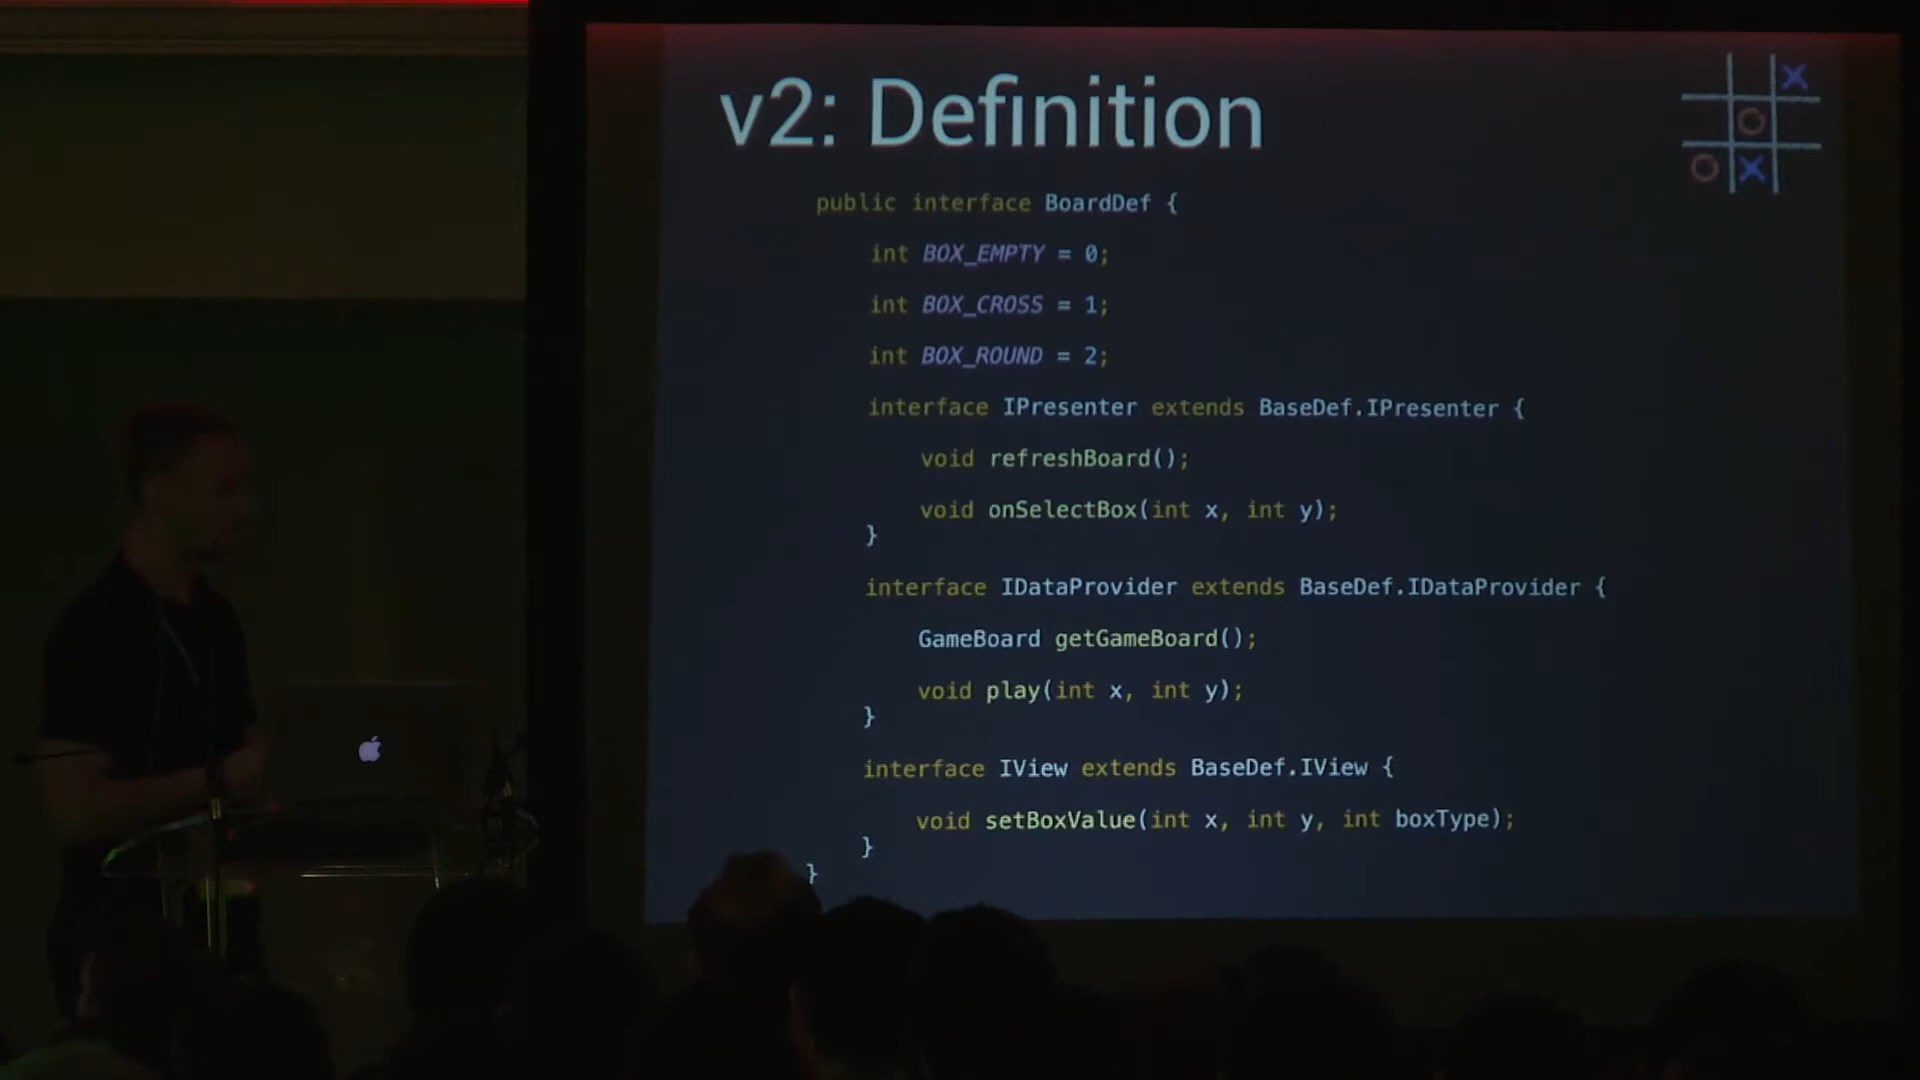 v2: Definition
public interface BoardDef {
int BOX_EMPTY = 0;
int BOX_CROSS = 1;
int BOX_ROUND = 2;
interface IPresenter extends BaseDef.IPresenter {
void refreshBoard();
void onSelectBox(int x, int y);
}
interface IDataProvider extends BaseDef.IDataProvider {
GameBoard getGameBoard();
void play(int x, int y);
}
interface IView extends BaseDef.IView {
void setBoxValue(int x, int y, int boxType);
}
}